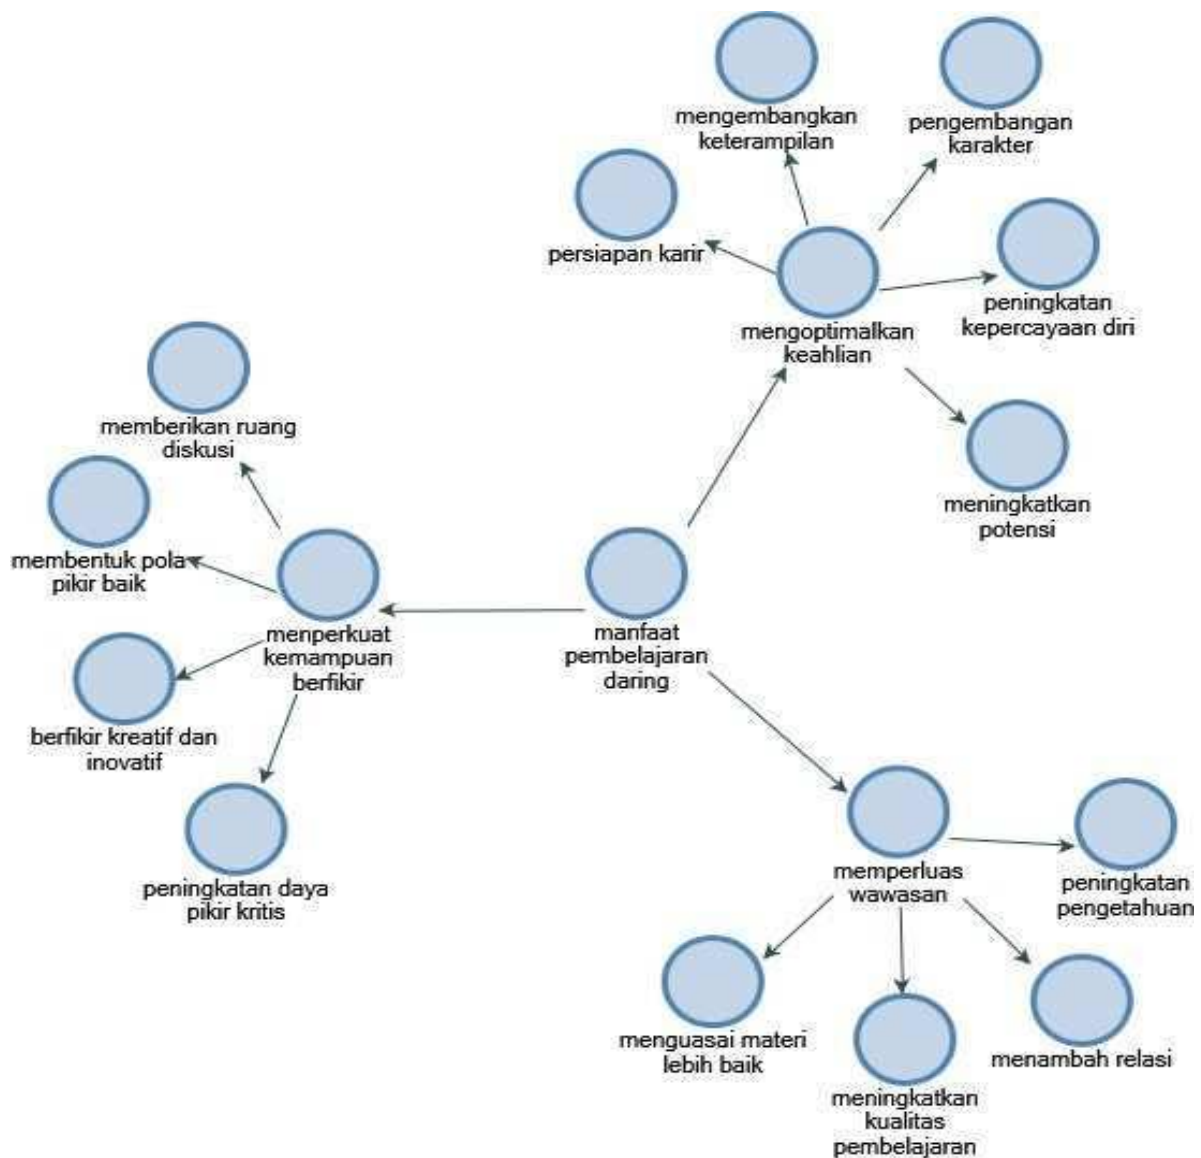 mengembangkan
keterampilan
pengembangan
karakter
persiapan karir
peningkatan
kepercayaan diri
mengoptimalkan
keahlian
meningkatkan
potensi
memberikan ruang
diskusi
membentuk pola
pikir baik
menperkuat
kemampuan
berfikir
berfikir kreatif dan
inovatif
peningkatan daya
pikir kritis
manfaat
pembelajaran
daring
memperluas
wawasan
peningkatan
pengetahuan
menguasai materi
lebih baik
meningkatkan
kualitas
pembelajaran
menambah relasi